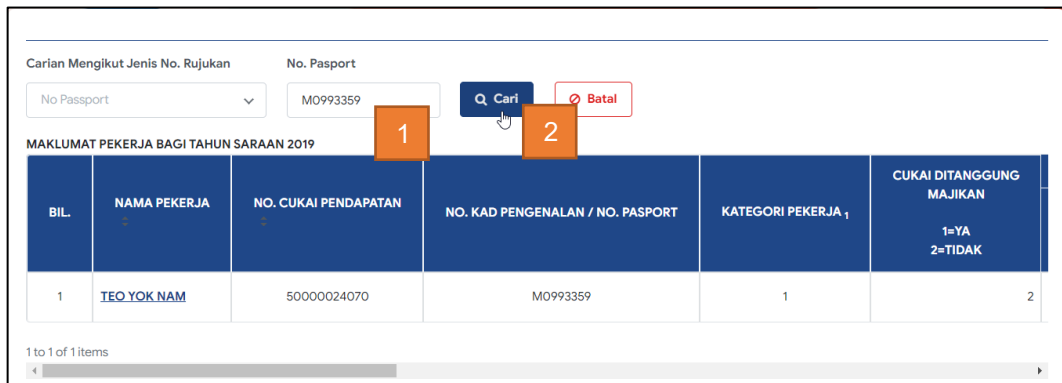 Carian Mengikut Jenis No. Rujukan No. Pasport
No Passport M0993359 Cari Batal
1 2
MAKLUMAT PEKERJA BAGI TAHUN SARAAN 2019
BIL. NAMA PEKERJA NO. CUKAI PENDAPATAN NO. KAD PENGENALAN / NO. PASPORT KATEGORI PEKERJA 1 CUKAI DITANGGUNG
MAJIKAN
1=YA
2=TIDAK
1 TEO YOK NAM 50000024070 M0993359 1 2
1 to 1 of 1 items